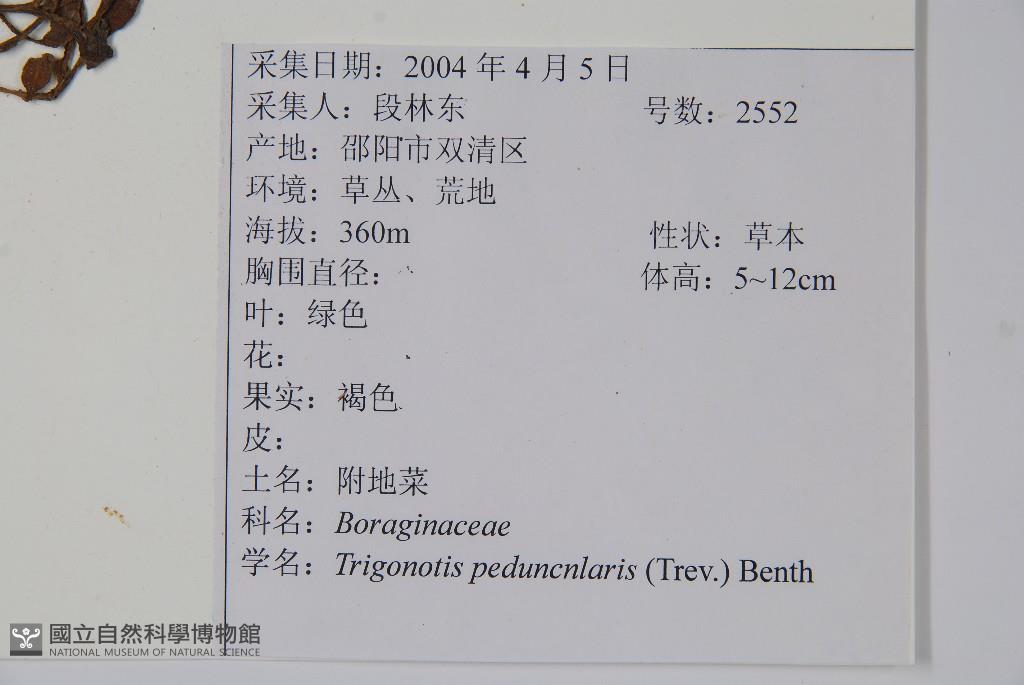 采集日期：2004 年 4 月 5 日
采集人：段林东 号数：2552
产地：邵阳市双清区
环境：草丛、荒地
海拔：360m 性状：草本
胸围直径： 体高：5~12cm
叶：绿色
花：
果实：褐色
皮：
土名：附地菜
科名：Boraginaceae
学名：Trigonotis peduncnlaris (Trev.) Benth
國立自然科學博物館
NATIONAL MUSEUM OF NATURAL SCIENCE